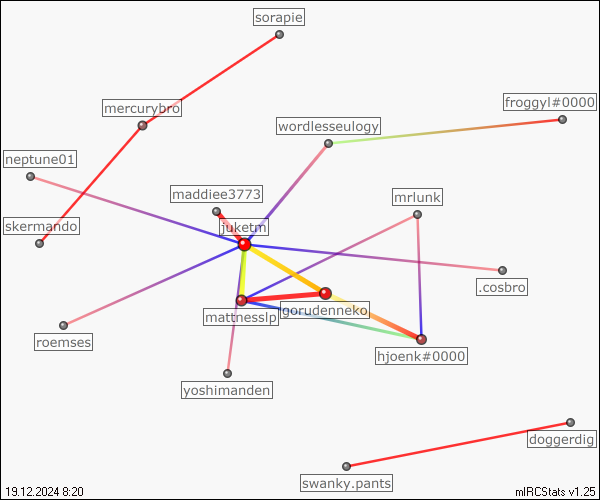 sorapie
mercurybro
froggyl#0000
wordlesseulogy
neptune01
maddiee3773
mrlunk
skermando
juketm
.cosbro
gorudenneko
mattnesslp
roemses
hjoenk#0000
yoshimanden
doggerdig
swanky.pants
19.12.2024 8:20
mIRCStats v1.25